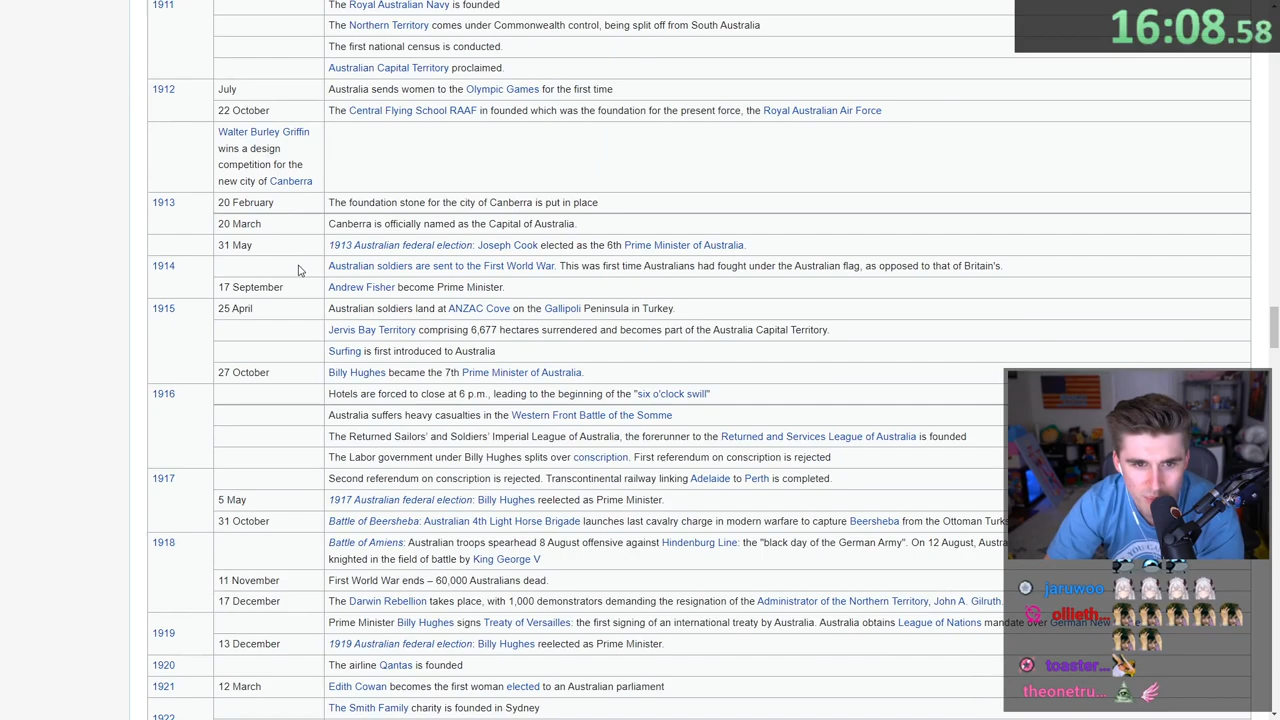 1911
The Royal Australian Navy is founded
The Northern Territory comes under Commonwealth control, being split off from South Australia
The first national census is conducted.
Australian Capital Territory proclaimed.
16:08.58
1912
July
Australia sends women to the Olympic Games for the first time
22 October
The Central Flying School RAAF in founded which was the foundation for the present force, the Royal Australian Air Force
Walter Burley Griffin
wins a design
competition for the
new city of Canberra
1913
20 February
The foundation stone for the city of Canberra is put in place
20 March
Canberra is officially named as the Capital of Australia.
31 May
1913 Australian federal election: Joseph Cook elected as the 6th Prime Minister of Australia.
1914
Australian soldiers are sent to the First World War. This was first time Australians had fought under the Australian flag, as opposed to that of Britain's.
17 September
Andrew Fisher become Prime Minister.
1915
25 April
Australian soldiers land at ANZAC Cove on the Gallipoli Peninsula in Turkey.
Jervis Bay Territory comprising 6,677 hectares surrendered and becomes part of the Australia Capital Territory.
Surfing is first introduced to Australia
27 October
Billy Hughes became the 7th Prime Minister of Australia.
1916
Hotels are forced to close at 6 p.m., leading to the beginning of the "six o'clock swill"
Australia suffers heavy casualties in the Western Front Battle of the Somme
The Returned Sailors' and Soldiers' Imperial League of Australia, the forerunner to the Returned and Services League of Australia is founded
The Labor government under Billy Hughes splits over conscription. First referendum on conscription is rejected
1917
Second referendum on conscription is rejected. Transcontinental railway linking Adelaide to Perth is completed.
5 May
1917 Australian federal election: Billy Hughes reelected as Prime Minister.
31 October
Battle of Beersheba: Australian 4th Light Horse Brigade launches last cavalry charge in modern warfare to capture Beersheba from the Ottoman Turks
1918
Battle of Amiens: Australian troops spearhead 8 August offensive against Hindenburg Line: the "black day of the German Army". On 12 August, Austra
knighted in the field of battle by King George V
11 November
First World War ends – 60,000 Australians dead.
17 December
The Darwin Rebellion takes place, with 1,000 demonstrators demanding the resignation of the Administrator of the Northern Territory, John A. Gilruth.
1919
Prime Minister Billy Hughes signs Treaty of Versailles: the first signing of an international treaty by Australia. Australia obtains League of Nations mandate over German New
13 December
1919 Australian federal election: Billy Hughes reelected as Prime Minister.
1920
The airline Qantas is founded
1921
12 March
Edith Cowan becomes the first woman elected to an Australian parliament
1922
The Smith Family charity is founded in Sydney
jaruwoo
ollieth...
toaster...
theonetru...